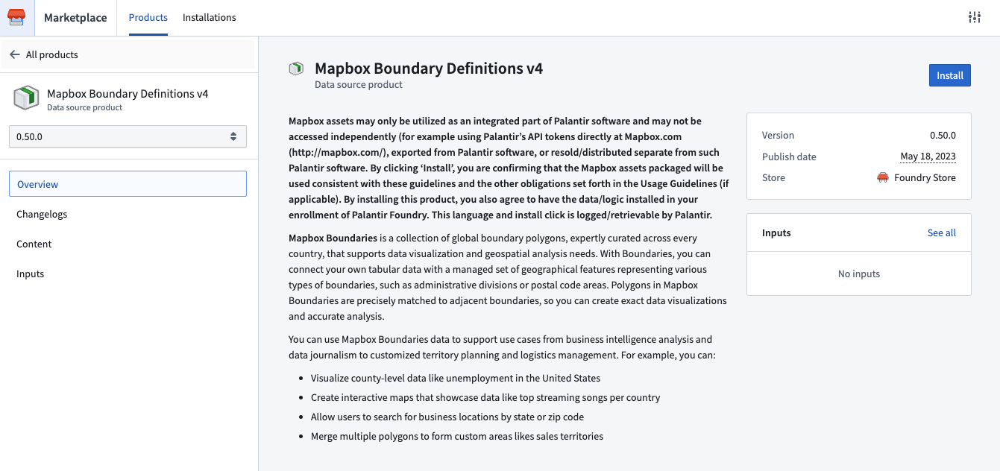 Marketplace
Products
Installations
All products
Mapbox Boundary Definitions v4
Data source product
0.50.0
Overview
Changelogs
Content
Inputs
Mapbox Boundary Definitions v4
Data source product
Install
Mapbox assets may only be utilized as an integrated part of Palantir software and may not be
accessed independently (for example using Palantir’s API tokens directly at Mapbox.com
(http://mapbox.com/), exported from Palantir software, or resold/distributed separate from such
Palantir software. By clicking ‘Install’, you are confirming that the Mapbox assets packaged will be
used consistent with these guidelines and the other obligations set forth in the Usage Guidelines (if
applicable). By installing this product, you also agree to have the data/logic installed in your
enrollment of Palantir Foundry. This language and install click is logged/retrievable by Palantir.
Mapbox Boundaries is a collection of global boundary polygons, expertly curated across every
country, that supports data visualization and geospatial analysis needs. With Boundaries, you can
connect your own tabular data with a managed set of geographical features representing various
types of boundaries, such as administrative divisions or postal code areas. Polygons in Mapbox
Boundaries are precisely matched to adjacent boundaries, so you can create exact data visualizations
and accurate analysis.
You can use Mapbox Boundaries data to support use cases from business intelligence analysis and
data journalism to customized territory planning and logistics management. For example, you can:
• Visualize county-level data like unemployment in the United States
• Create interactive maps that showcase data like top streaming songs per country
• Allow users to search for business locations by state or zip code
• Merge multiple polygons to form custom areas likes sales territories
Version 0.50.0
Publish date May 18, 2023
Store Foundry Store
Inputs See all
No inputs